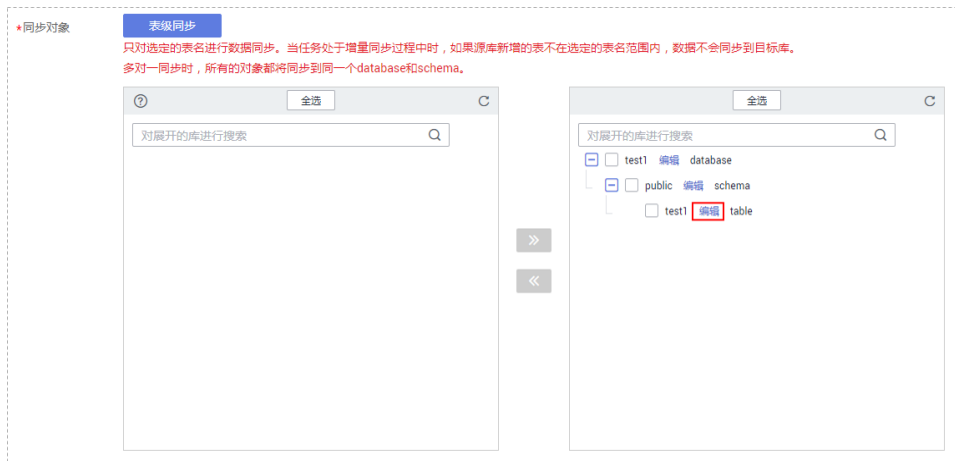 *同步对象
表级同步
只对选定的表名进行数据同步。当任务处于增量同步过程中时，如果源库新增的表不在选定的表名范围内，数据不会同步到目标库。
多对一同步时，所有的对象都将同步到同一个database和schema。
全选
对展开的库进行搜索
全选
对展开的库进行搜索
test1 编辑 database
public 编辑 schema
test1 编辑 table